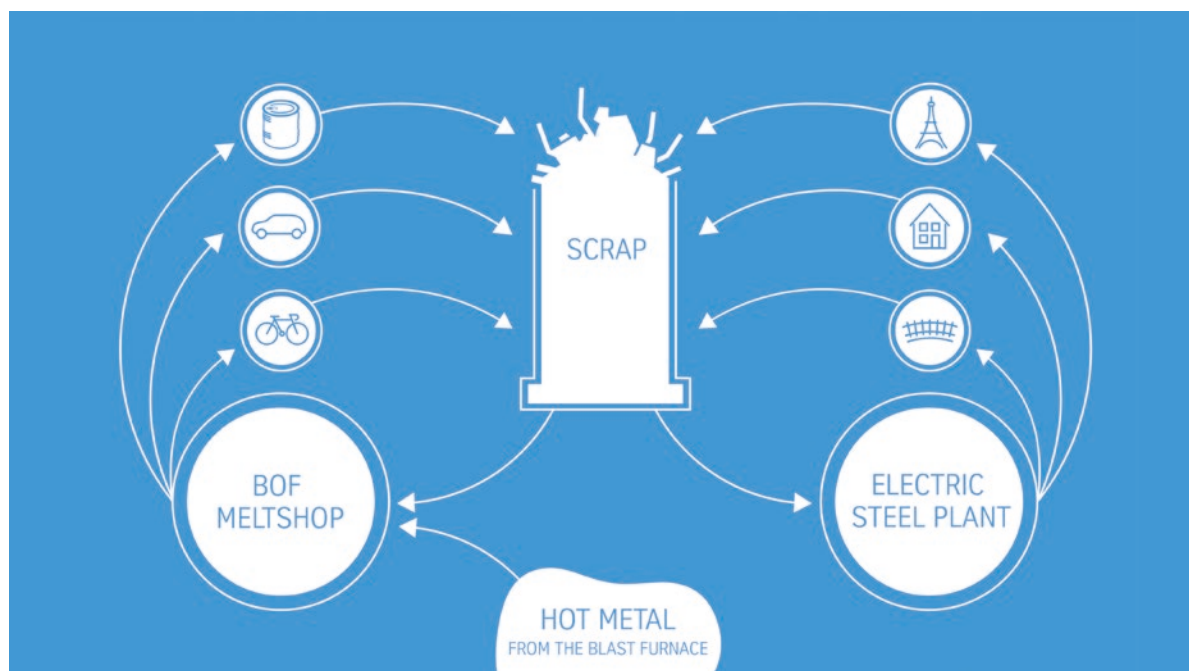 SCRAP
BOF
MELTSHOP
ELECTRIC
STEEL PLANT
HOT METAL
FROM THE BLAST FURNACE